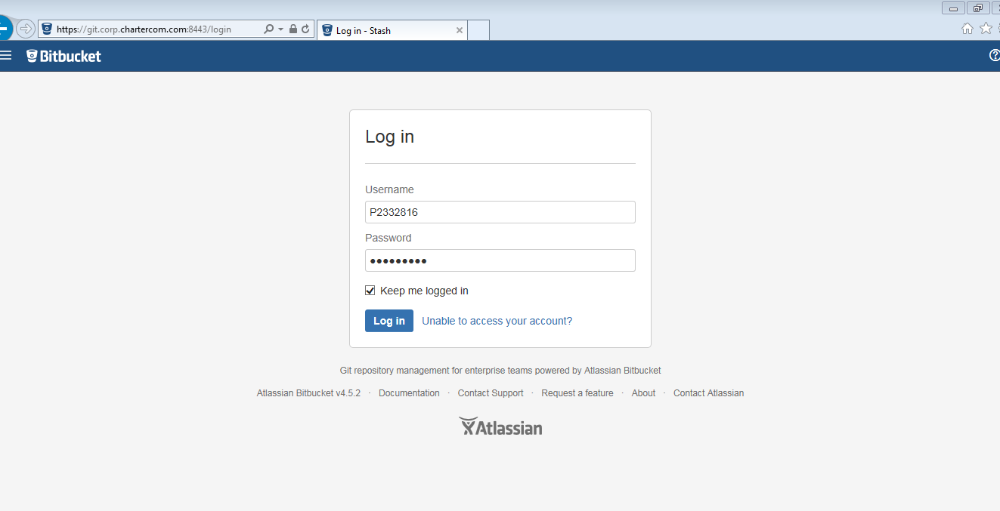 https://git.corp.chartercom.com:8443/login
Log in - Stash
Bitbucket
Log in
Username
P2332816
Password
•••••••••
Keep me logged in
Log in Unable to access your account?
Git repository management for enterprise teams powered by Atlassian Bitbucket
Atlassian Bitbucket v4.5.2 · Documentation · Contact Support · Request a feature · About · Contact Atlassian
Atlassian